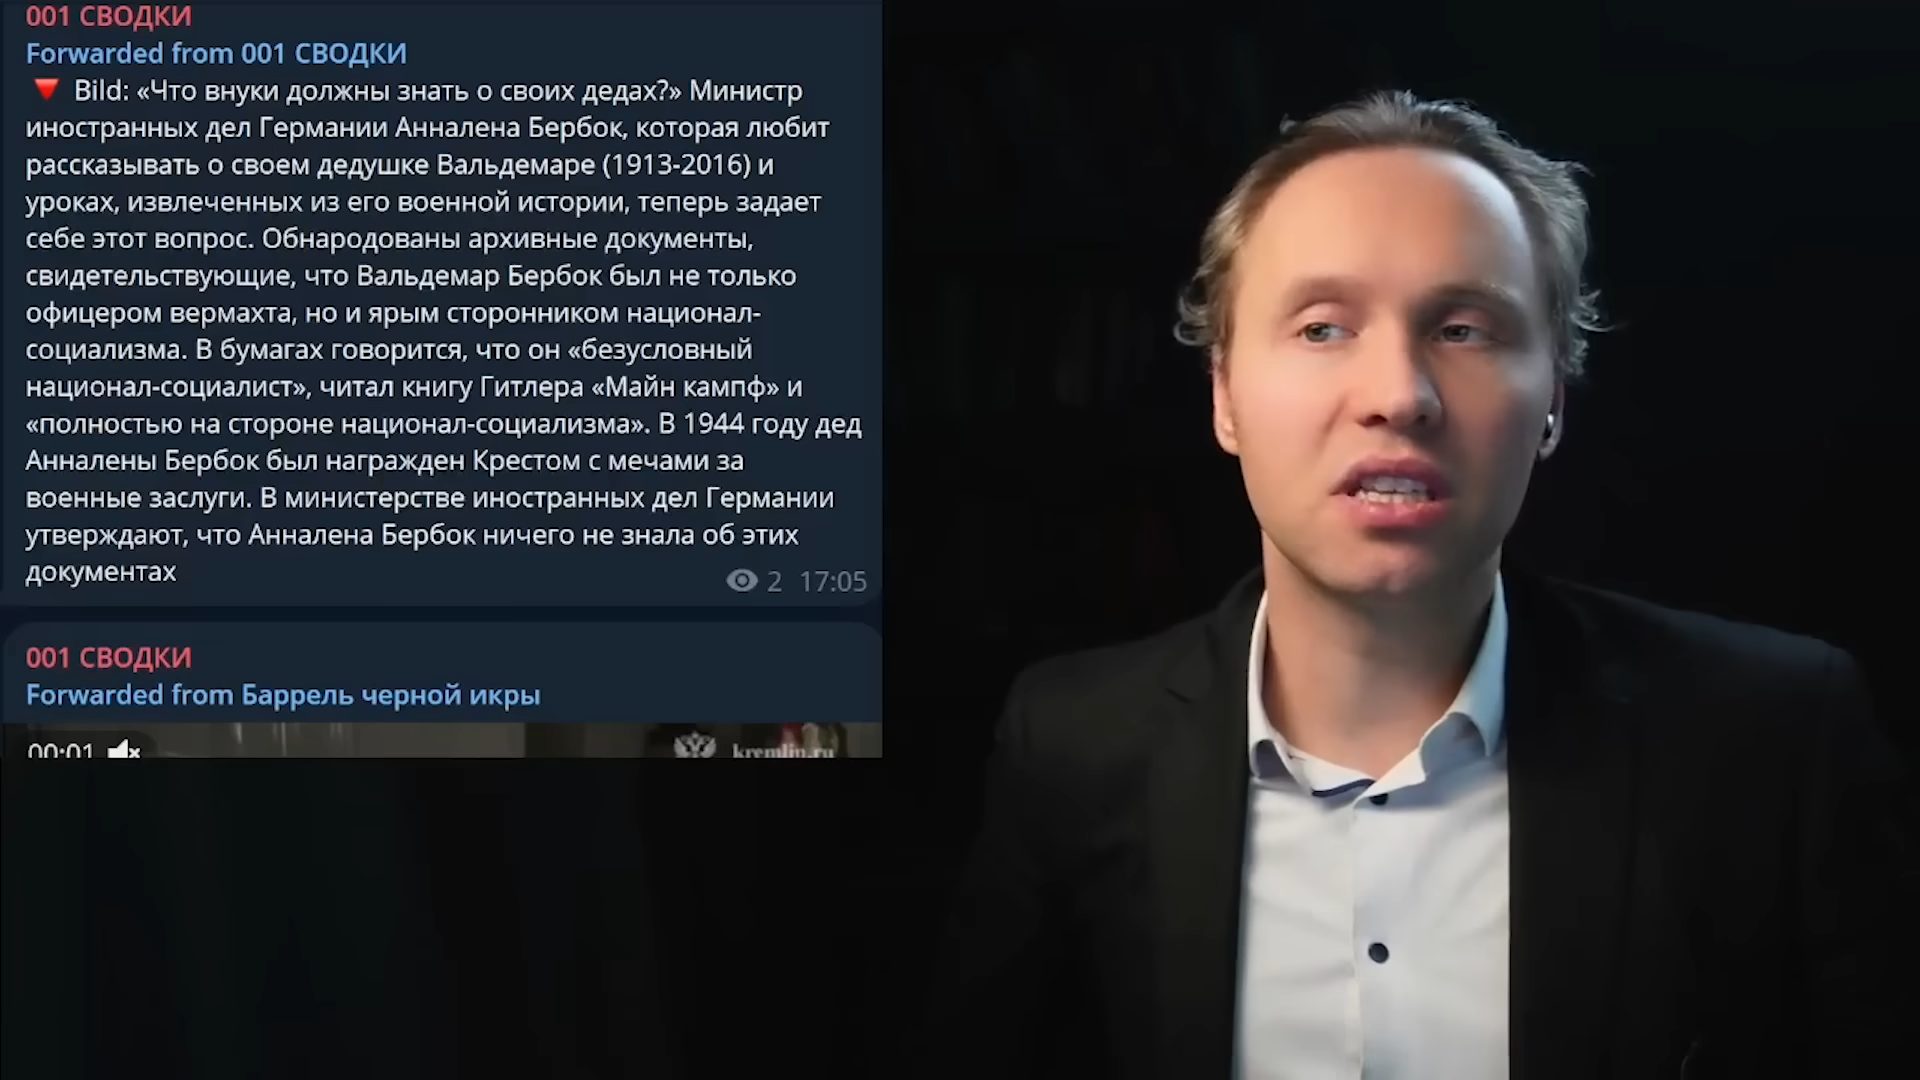 001 СВОДКИ
Forwarded from 001 СВОДКИ
Bild: «Что внуки должны знать о своих дедах?» Министр
иностранных дел Германии Анналена Бербок, которая любит
рассказывать о своем дедушке Вальдемаре (1913-2016) и
уроках, извлеченных из его военной истории, теперь задает
себе этот вопрос. Обнародованы архивные документы,
свидетельствующие, что Вальдемар Бербок был не только
офицером вермахта, но и ярым сторонником национал-
социализма. В бумагах говорится, что он «безусловный
национал-социалист», читал книгу Гитлера «Майн кампф» и
«полностью на стороне национал-социализма». В 1944 году дед
Анналены Бербок был награжден Крестом с мечами за
военные заслуги. В министерстве иностранных дел Германии
утверждают, что Анналена Бербок ничего не знала об этих
документах
2 17:05
001 СВОДКИ
Forwarded from Баррель черной икры
00:01
kremlin.ru